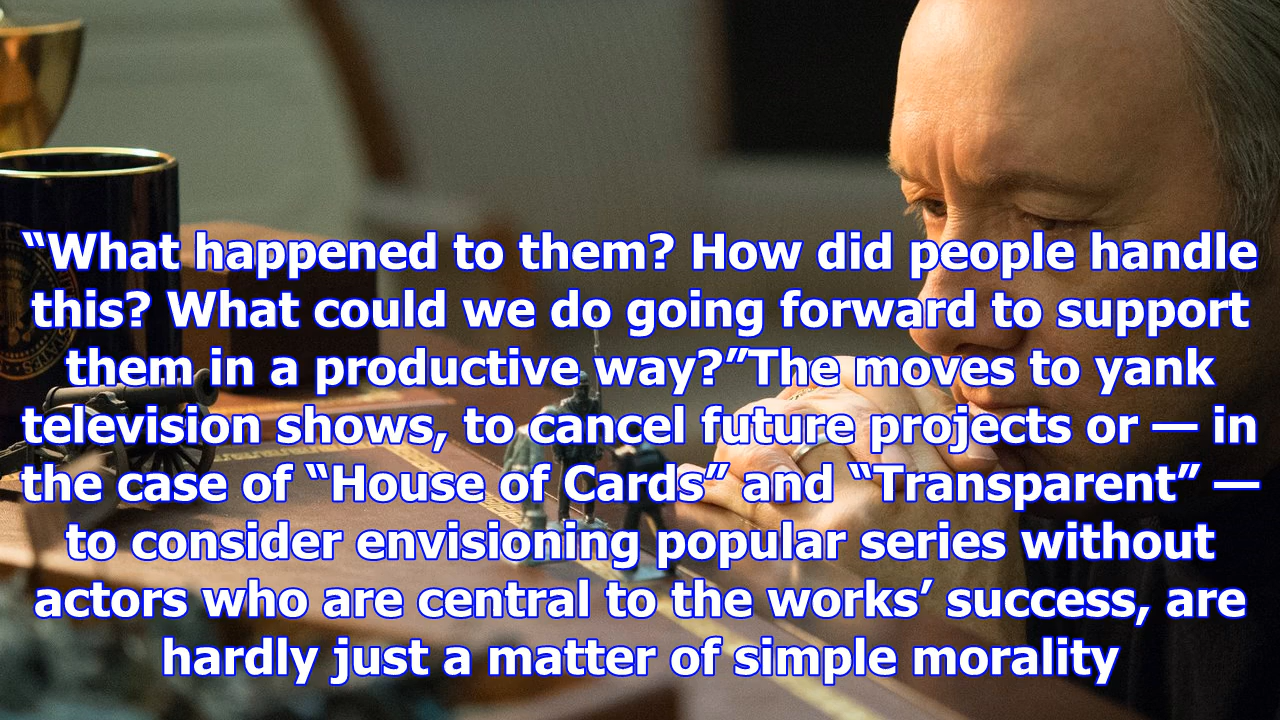 “What happened to them? How did people handle
this? What could we do going forward to support
them in a productive way?”The moves to yank
television shows, to cancel future projects or — in
the case of “House of Cards” and “Transparent” —
to consider envisioning popular series without
actors who are central to the works’ success, are
hardly just a matter of simple morality